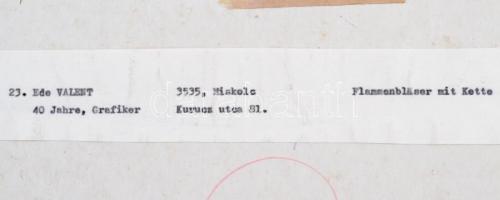 23. Ede VALENT 3535, Miskolc Flammenbläser mit Kette
40 Jahre, Grafiker Kurucz utca 81.